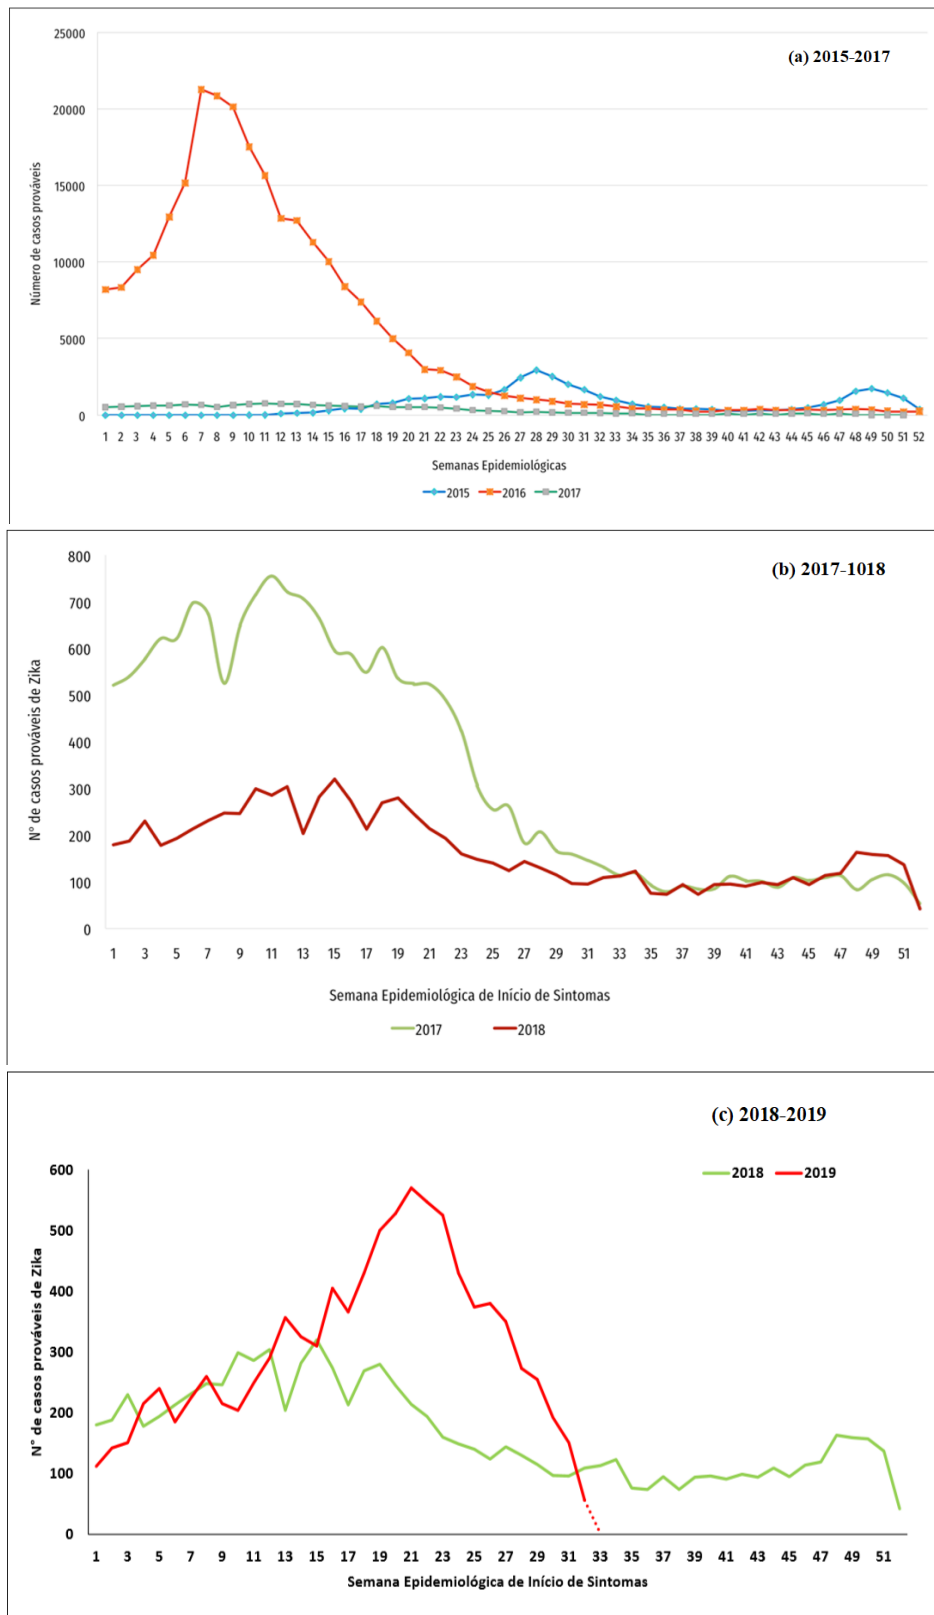 25000
(a) 2015-2017
20000
15000
10000
5000
0
Número de casos prováveis
1 2 3 4 5 6 7 8 9 10 11 12 13 14 15 16 17 18 19 20 21 22 23 24 25 26 27 28 29 30 31 32 33 34 35 36 37 38 39 40 41 42 43 44 45 46 47 48 49 50 51 52
Semanas Epidemiológicas
2015 2016 2017
800
(b) 2017-1018
700
600
500
400
300
200
100
0
N° de casos prováveis de Zika
1 3 5 7 9 11 13 15 17 19 21 23 25 27 29 31 33 35 37 39 41 43 45 47 49 51
Semana Epidemiológica de Início de Sintomas
2017 2018
(c) 2018-2019
600
2018 2019
500
400
300
200
100
0
N° de casos prováveis de Zika
1 3 5 7 9 11 13 15 17 19 21 23 25 27 29 31 33 35 37 39 41 43 45 47 49 51
Semana Epidemiológica de Início de Sintomas